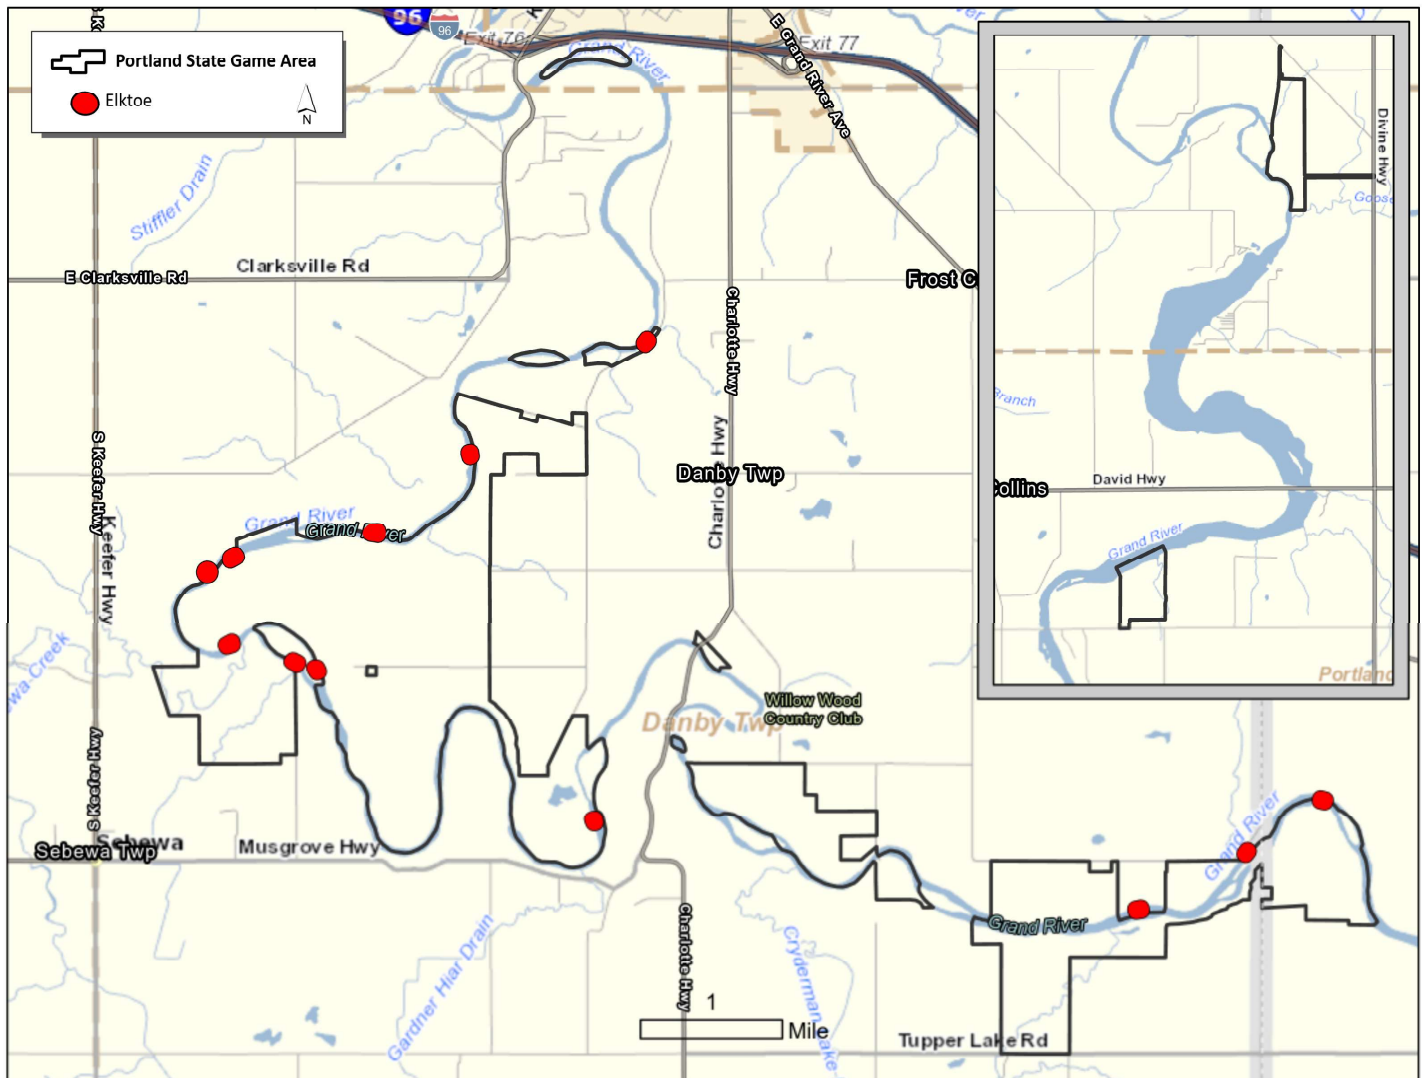 96
96
Exit 76
Grand River
E Grand River Ave
Exit 77
Portland State Game Area
Elktoe
N
Stiffler Drain
Clarksville Rd
E Clarksville Rd
Frost C
Charlotte Hwy
Charlotte Hwy
Danby Twp
S Keefer Hwy
Keefer Hwy
Grand River
Grand River
Willow Wood
Country Club
Danby Twp
S Keefer Hwy
Sebewa
Sebewa Twp
Musgrove Hwy
Grand River
Grand River
Gardner Hiar Drain
Charlotte Hwy
Cryderman Lake
1
Mile
Tupper Lake Rd
Divine Hwy
Goose
Branch
David Hwy
Collins
Grand River
Portland